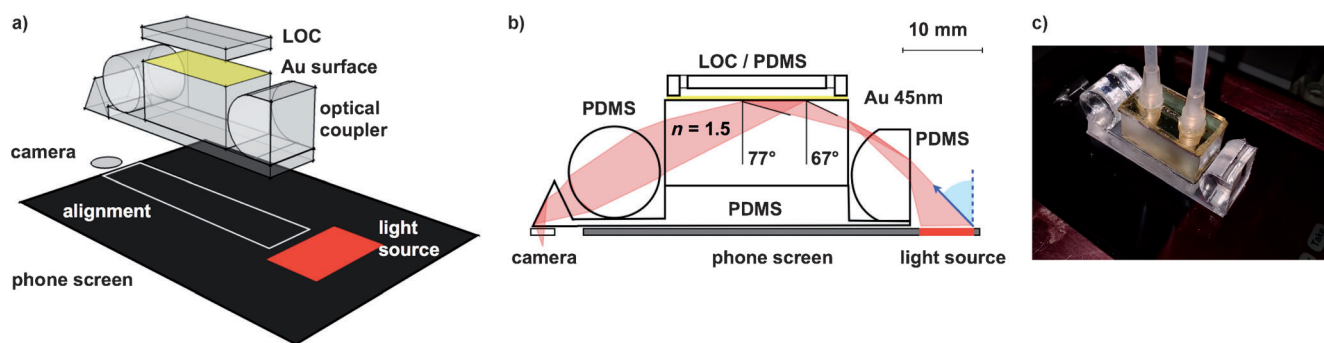 a)
LOC
Au surface
optical
coupler
camera
alignment
light
source
phone screen
b)
10 mm
LOC / PDMS
PDMS
Au 45nm
n = 1.5
PDMS
77°
67°
PDMS
camera
phone screen
light source
c)